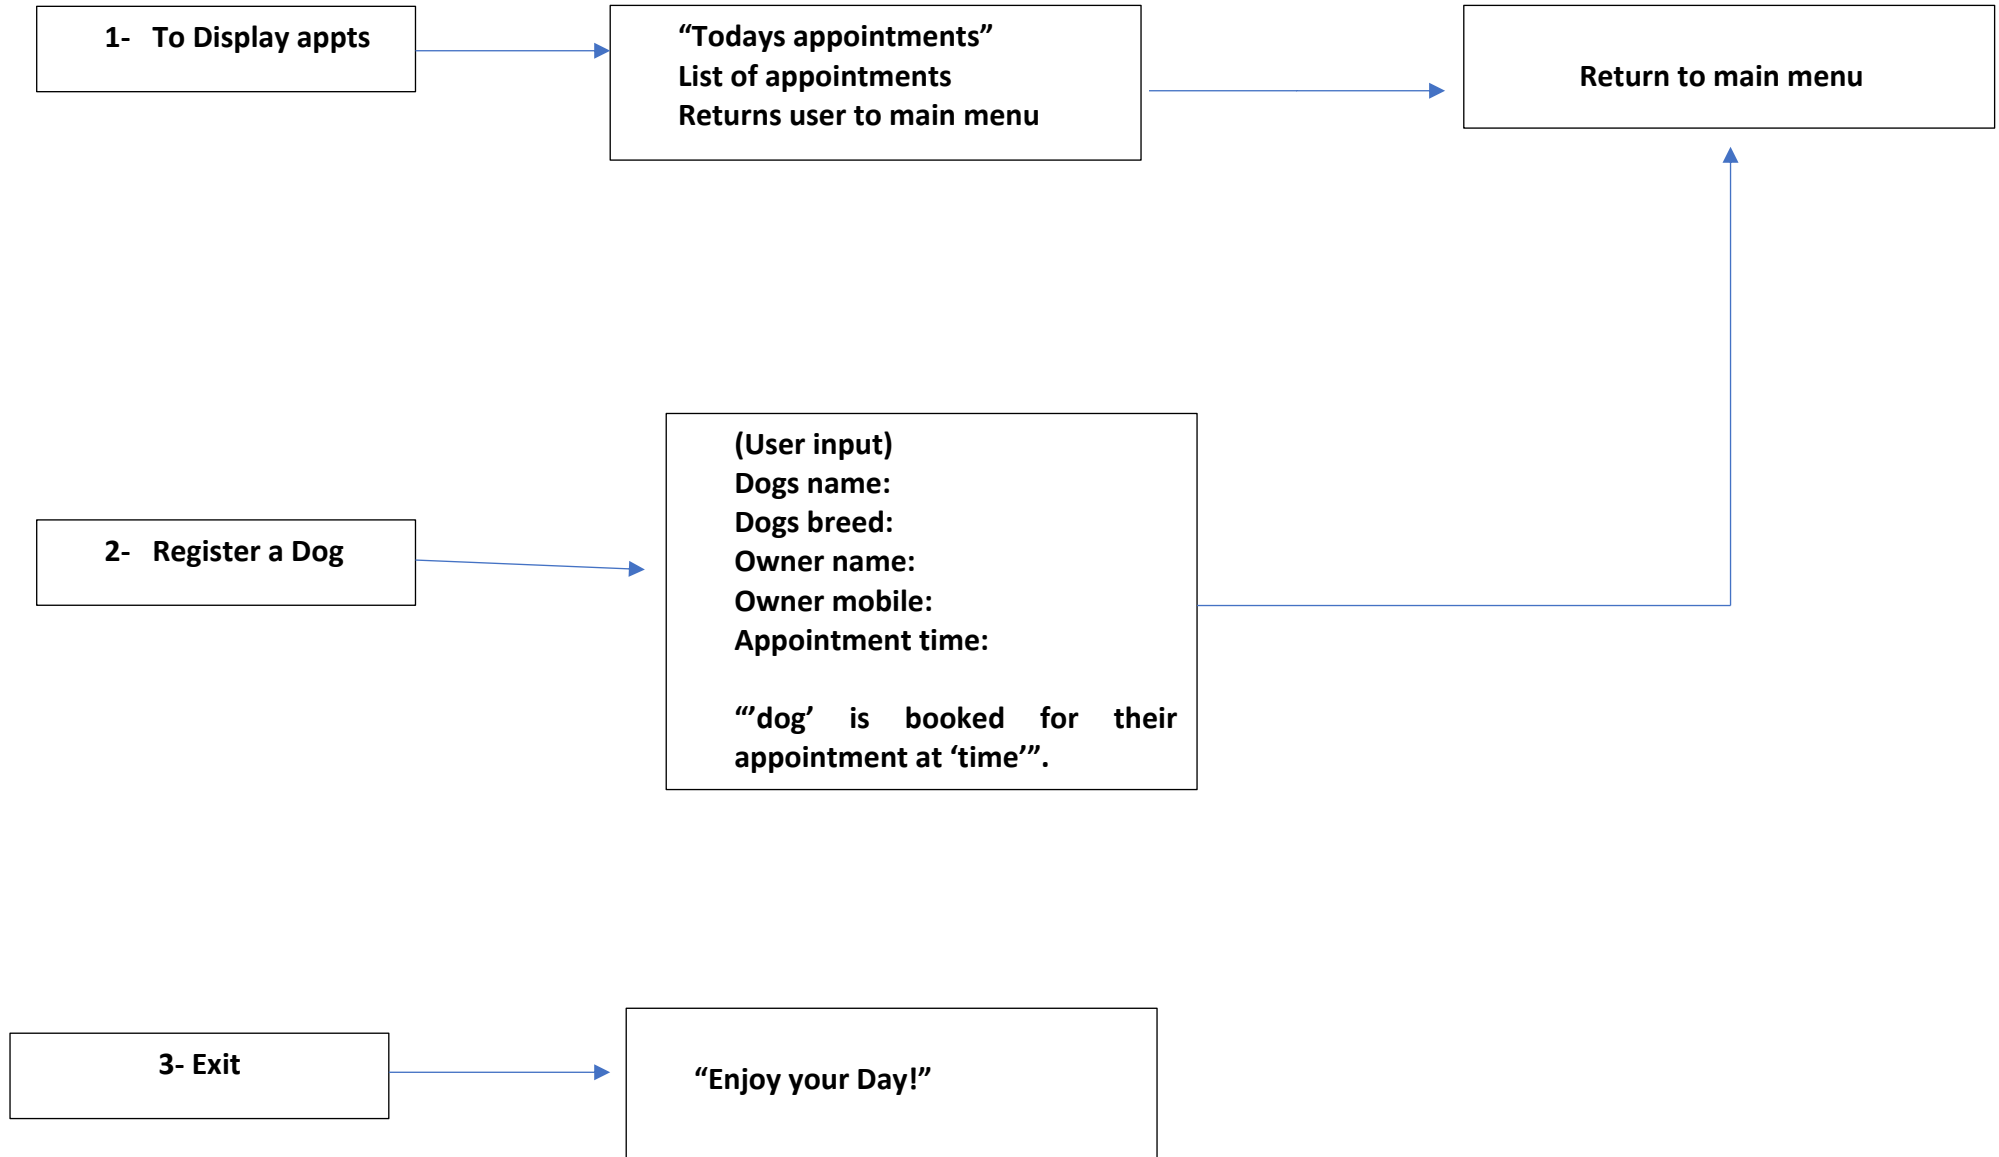 1- To Display appts
“Todays appointments”
List of appointments
Returns user to main menu
Return to main menu
2- Register a Dog
(User input)
Dogs name:
Dogs breed:
Owner name:
Owner mobile:
Appointment time:
“’dog’ is booked for their
appointment at ‘time’”.
3- Exit
“Enjoy your Day!”